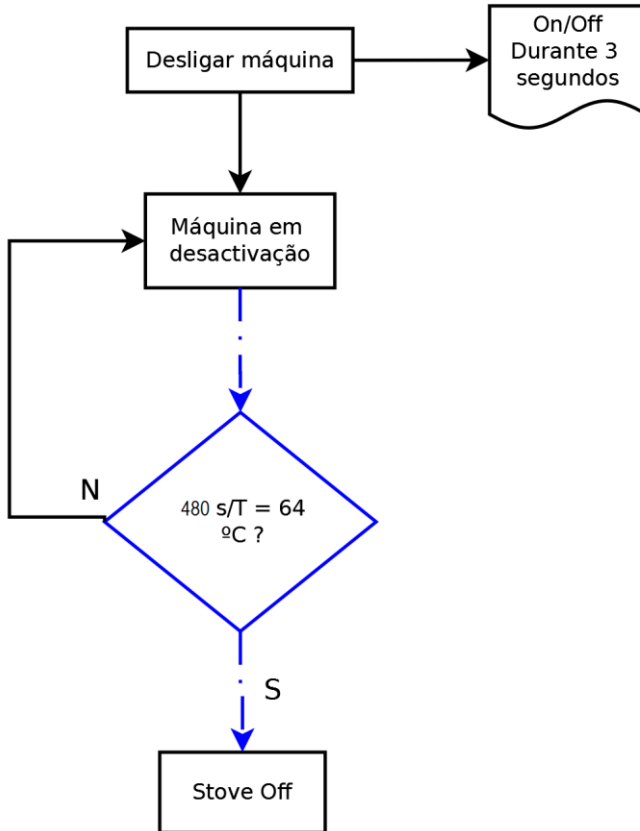 Desligar máquina
On/Off
Durante 3
segundos
Máquina em
desactivação
N
480 s/T = 64
ºC ?
S
Stove Off